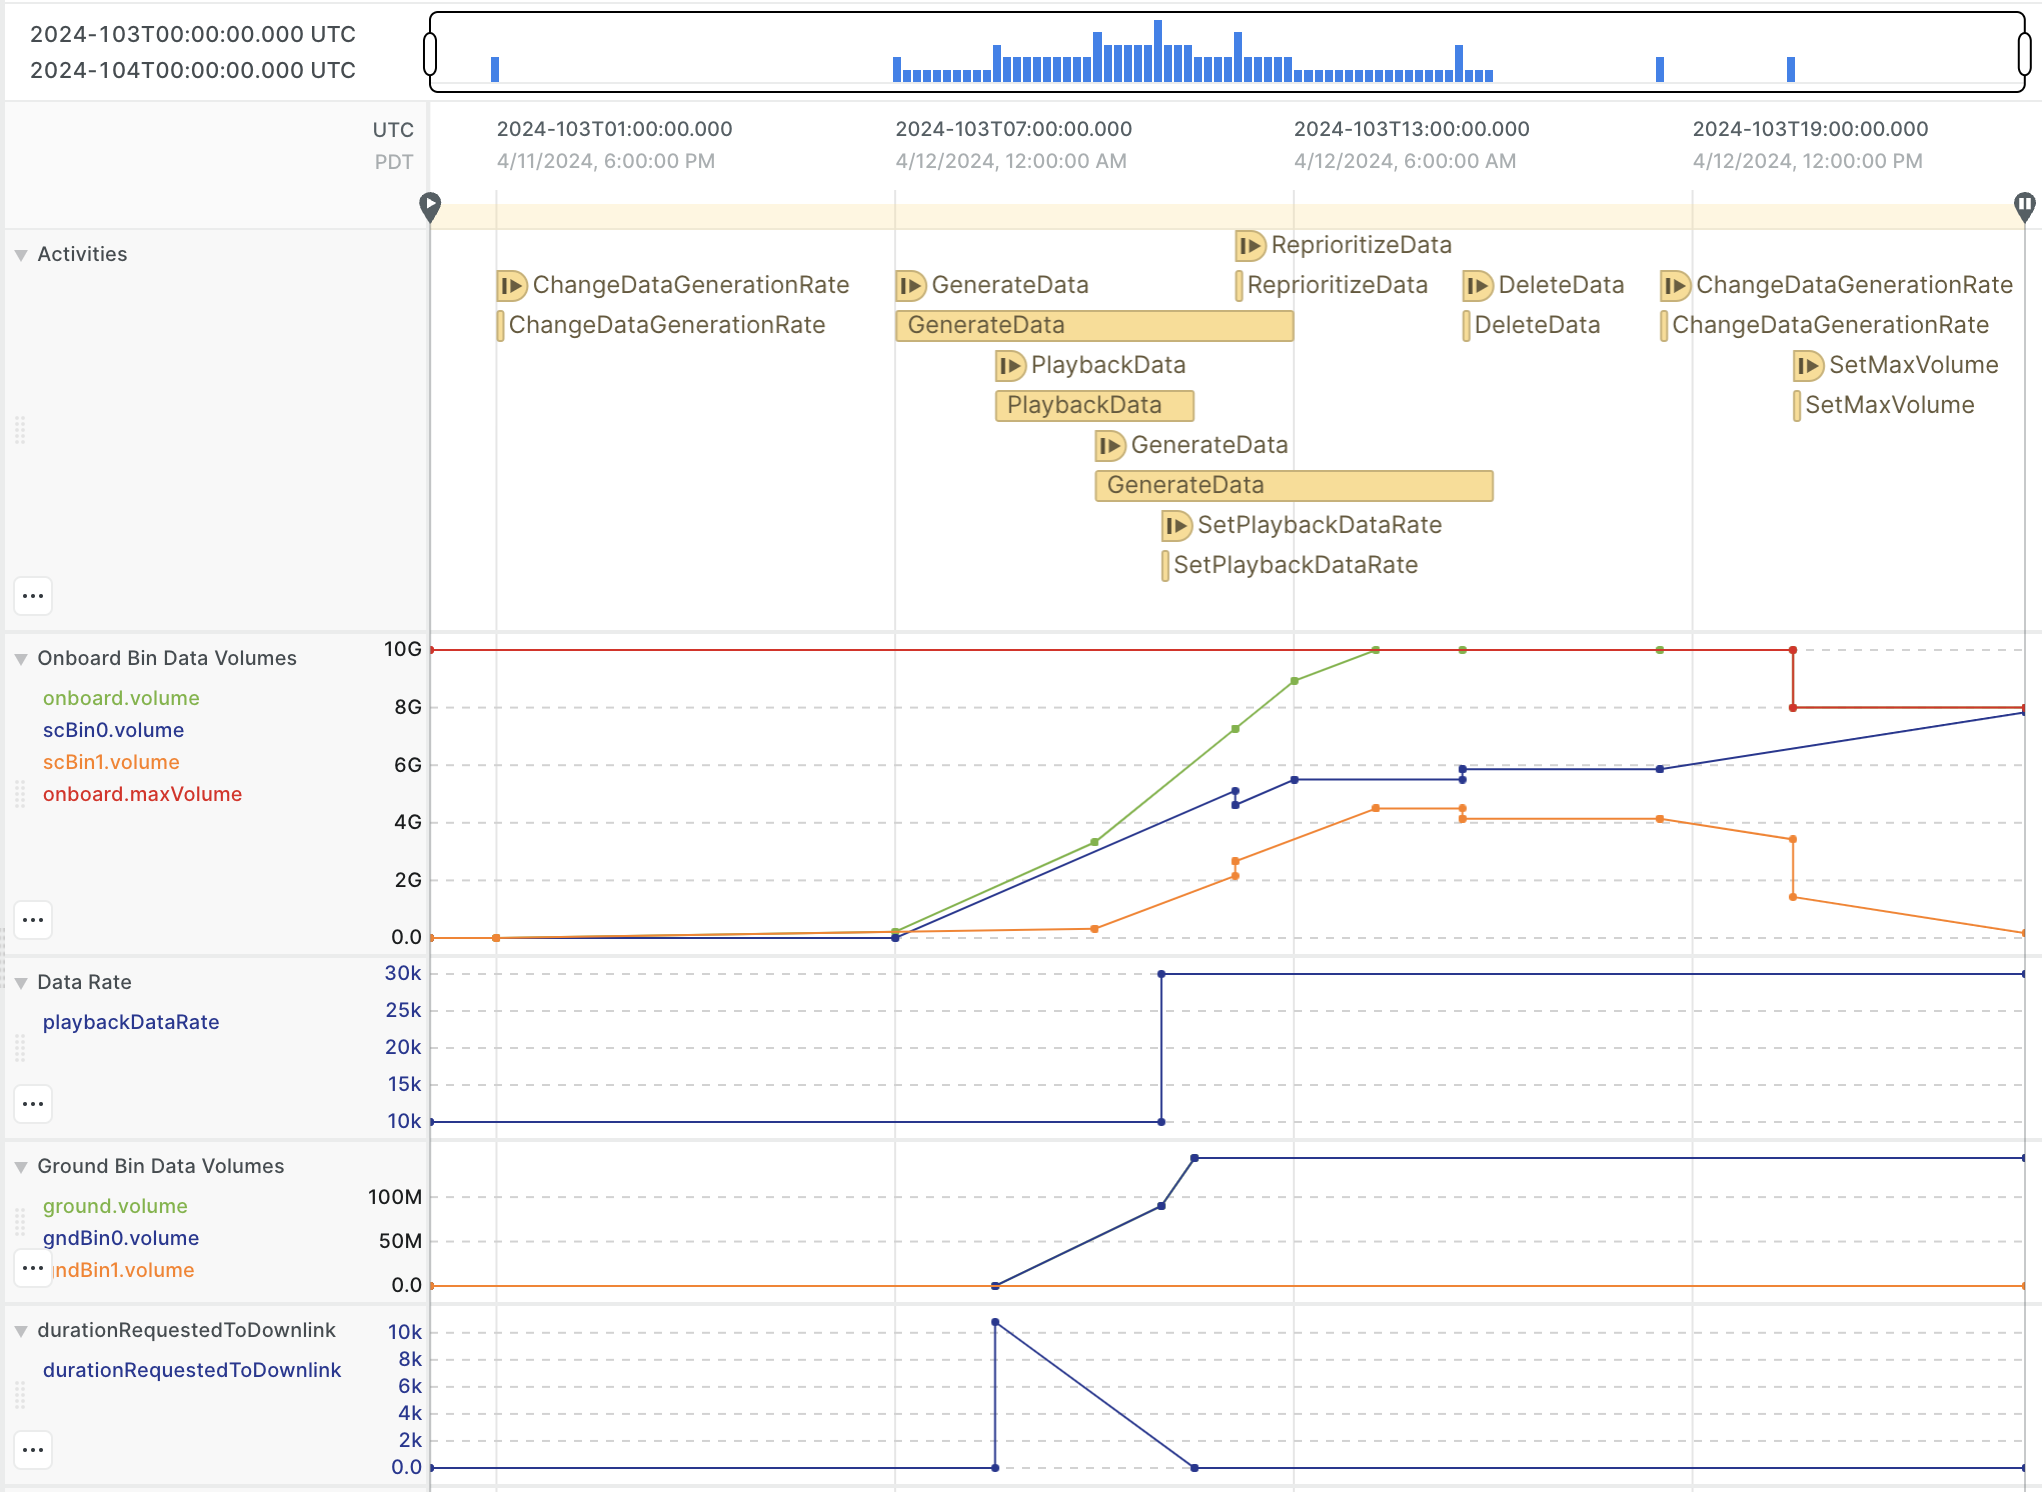 2024-103T00:00:00.000 UTC
2024-104T00:00:00.000 UTC
UTC 2024-103T01:00:00.000 2024-103T07:00:00.000 2024-103T13:00:00.000 2024-103T19:00:00.000
PDT 4/11/2024, 6:00:00 PM 4/12/2024, 12:00:00 AM 4/12/2024, 6:00:00 AM 4/12/2024, 12:00:00 PM
Activities
ReprioritizeData
ChangeDataGenerationRate GenerateData ReprioritizeData DeleteData ChangeDataGenerationRate
ChangeDataGenerationRate GenerateData DeleteData ChangeDataGenerationRate
PlaybackData SetMaxVolume
PlaybackData SetMaxVolume
GenerateData
GenerateData
SetPlaybackDataRate
SetPlaybackDataRate
Onboard Bin Data Volumes
onboard.volume
scBin0.volume
scBin1.volume
onboard.maxVolume
10G
8G
6G
4G
2G
0.0
Data Rate
playbackDataRate
30k
25k
20k
15k
10k
Ground Bin Data Volumes
ground.volume
gndBin0.volume
ndBin1.volume
100M
50M
0.0
durationRequestedToDownlink
durationRequestedToDownlink
10k
8k
6k
4k
2k
0.0